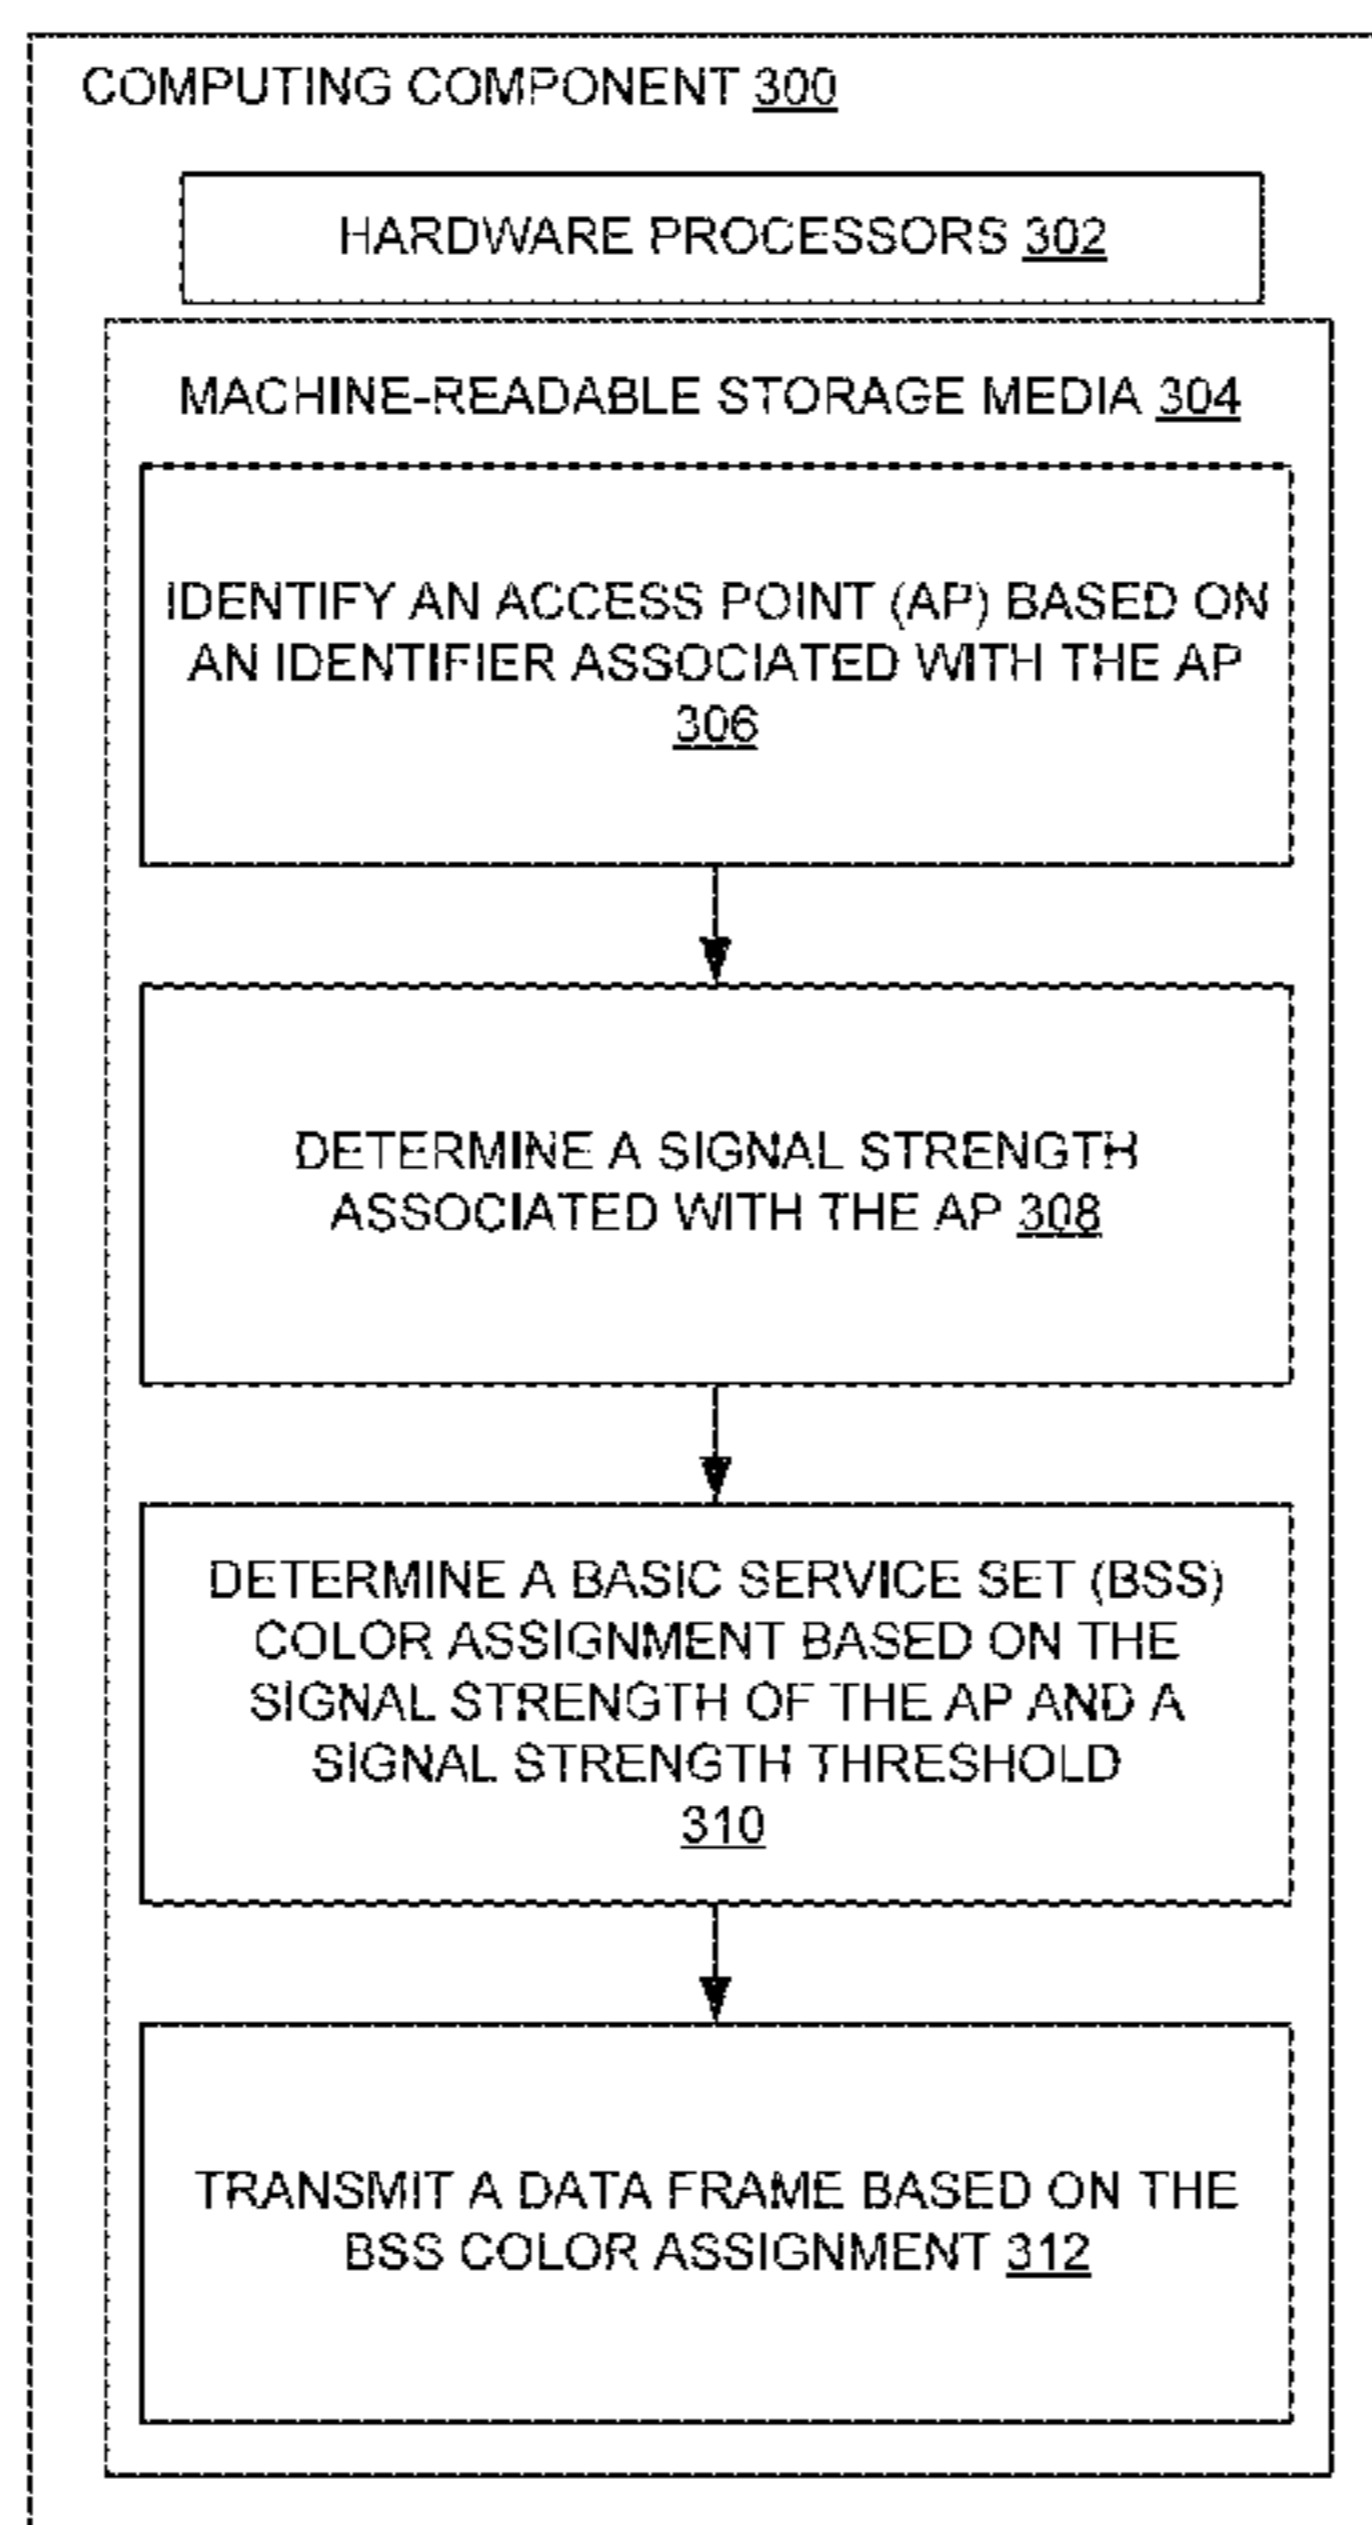 COMPUTING COMPONENT 300
HARDWARE PROCESSORS 302
MACHINE-READABLE STORAGE MEDIA 304
IDENTIFY AN ACCESS POINT (AP) BASED ON
AN IDENTIFIER ASSOCIATED WITH THE AP
306
DETERMINE A SIGNAL STRENGTH
ASSOCIATED WITH THE AP 308
DETERMINE A BASIC SERVICE SET (BSS)
COLOR ASSIGNMENT BASED ON THE
SIGNAL STRENGTH OF THE AP AND A
SIGNAL STRENGTH THRESHOLD
310
TRANSMIT A DATA FRAME BASED ON THE
BSS COLOR ASSIGNMENT 312